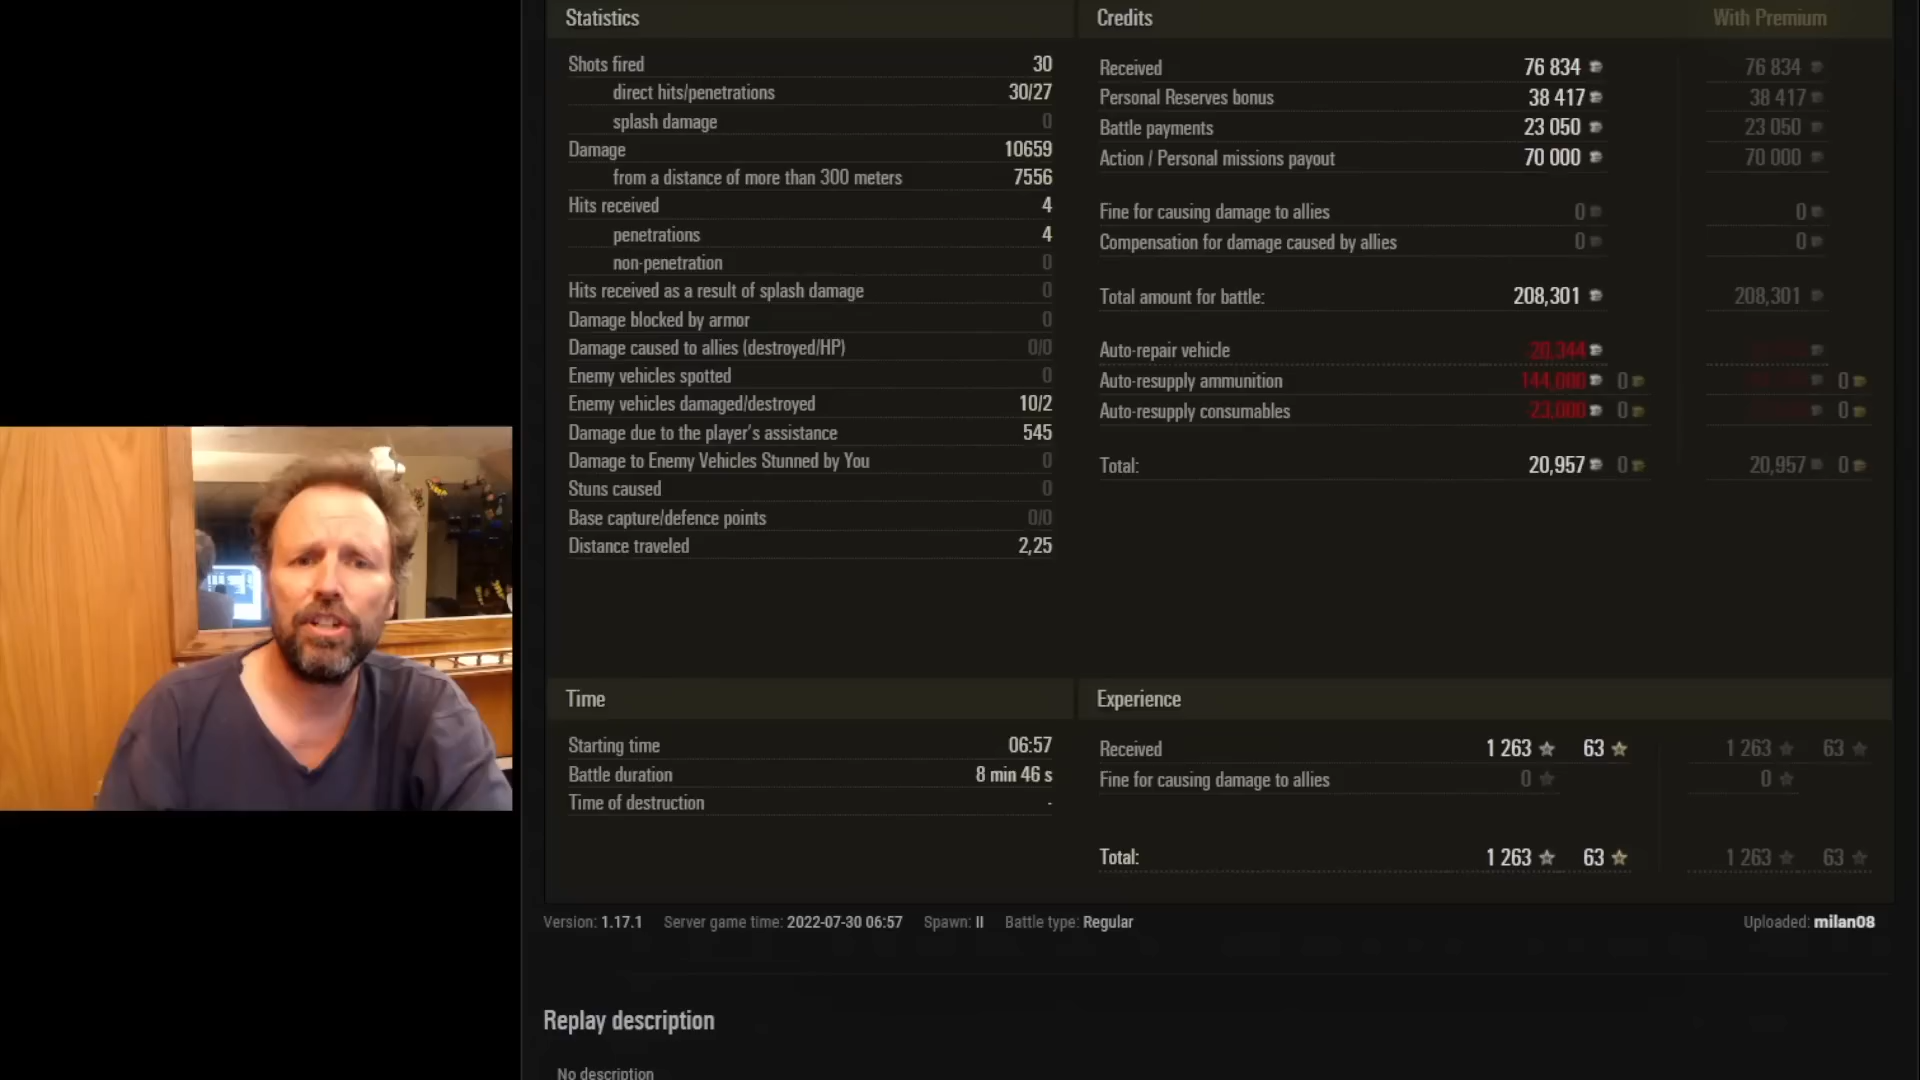 Statistics
Shots fired 30
direct hits/penetrations 30/27
splash damage 0
Damage 10659
from a distance of more than 300 meters 7556
Hits received 4
penetrations 4
non-penetration 0
Hits received as a result of splash damage 0
Damage blocked by armor 0
Damage caused to allies (destroyed/HP) 0/0
Enemy vehicles spotted 0
Enemy vehicles damaged/destroyed 10/2
Damage due to the player's assistance 545
Damage to Enemy Vehicles Stunned by You 0
Stuns caused 0
Base capture/defence points 0/0
Distance traveled 2,25
Credits With Premium
Received 76 834 76 834
Personal Reserves bonus 38 417 38 417
Battle payments 23 050 23 050
Action / Personal missions payout 70 000 70 000
Fine for causing damage to allies 0 0
Compensation for damage caused by allies 0 0
Total amount for battle: 208,301 208,301
Auto-repair vehicle -20,344
Auto-resupply ammunition 144,000 0 0
Auto-resupply consumables -23,000 0 0
Total: 20,957 0 20,957 0
Time
Starting time 06:57
Battle duration 8 min 46 s
Time of destruction -
Experience
Received 1 263 63 1 263 63
Fine for causing damage to allies 0 0
Total: 1 263 63 1 263 63
Version: 1.17.1 Server game time: 2022-07-30 06:57 Spawn: II Battle type: Regular Uploaded: milan08
Replay description
No description